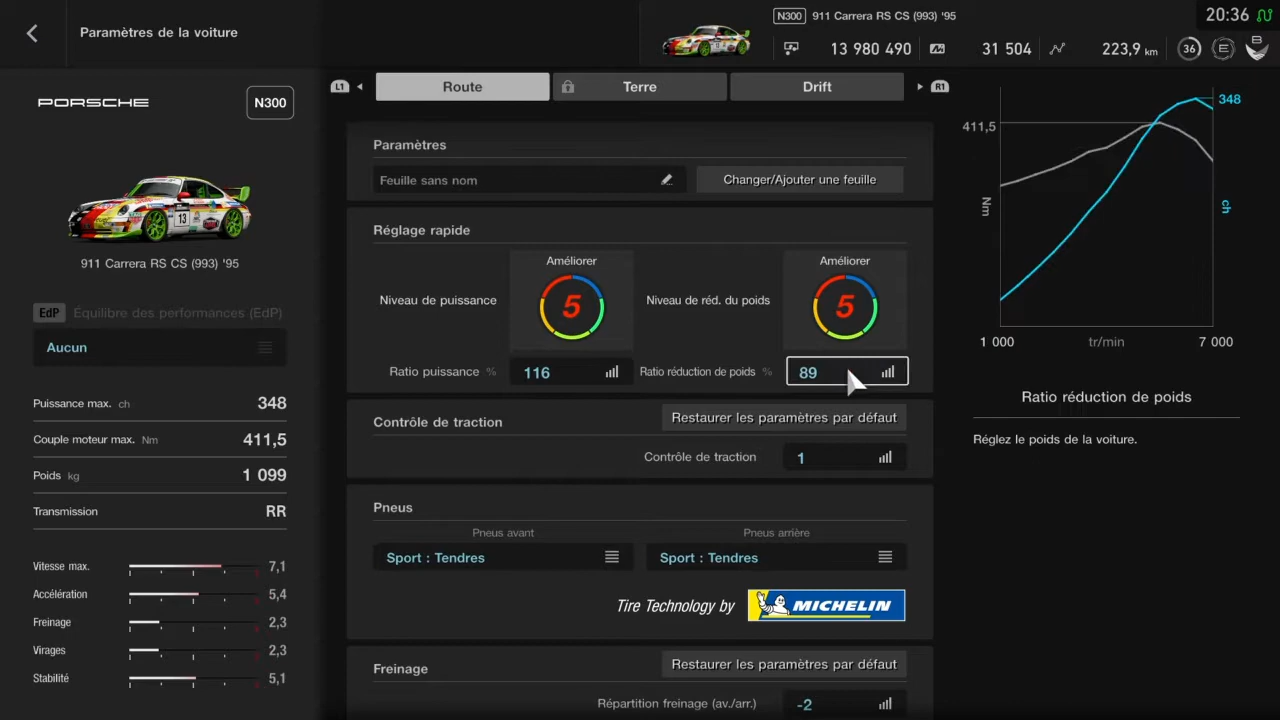 Paramètres de la voiture
N300 911 Carrera RS CS (993) '95
20:36
13 980 490
31 504
223,9 km
36
E
B
PORSCHE
N300
13
911 Carrera RS CS (993) '95
EdP Équilibre des performances (EdP)
Aucun
Puissance max. ch 348
Couple moteur max. Nm 411,5
Poids kg 1 099
Transmission RR
Vitesse max. 7,1
Accélération 5,4
Freinage 2,3
Virages 2,3
Stabilité 5,1
L1 Route Terre Drift R1
Paramètres
Feuille sans nom
Changer/Ajouter une feuille
Réglage rapide
Améliorer
Améliorer
Niveau de puissance 5
Niveau de réd. du poids 5
Ratio puissance % 116
Ratio réduction de poids % 89
Contrôle de traction
Restaurer les paramètres par défaut
Contrôle de traction 1
Pneus
Pneus avant
Pneus arrière
Sport : Tendres
Sport : Tendres
Tire Technology by MICHELIN
Freinage
Restaurer les paramètres par défaut
Répartition freinage (av./arr.) -2
348
411,5
Nm
ch
1 000 tr/min 7 000
Ratio réduction de poids
Réglez le poids de la voiture.